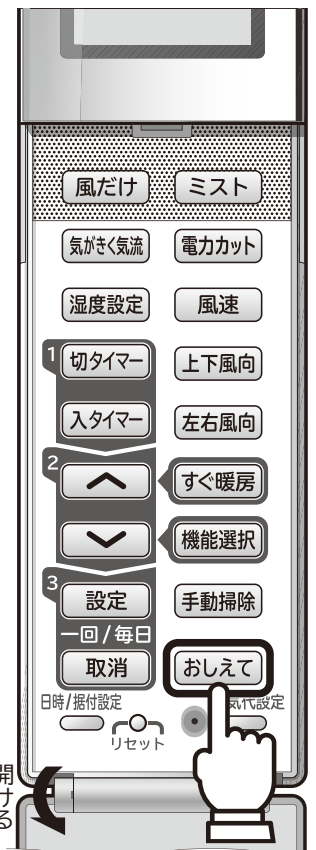 風だけ ミスト
気がきく気流 電力カット
湿度設定 風速
1 切タイマー 上下風向
入タイマー 左右風向
2 すぐ暖房
機能選択
3 設定 手動掃除
一回/毎日
取消 おしえて
日時/据付設定 気代設定
リセット
開ける